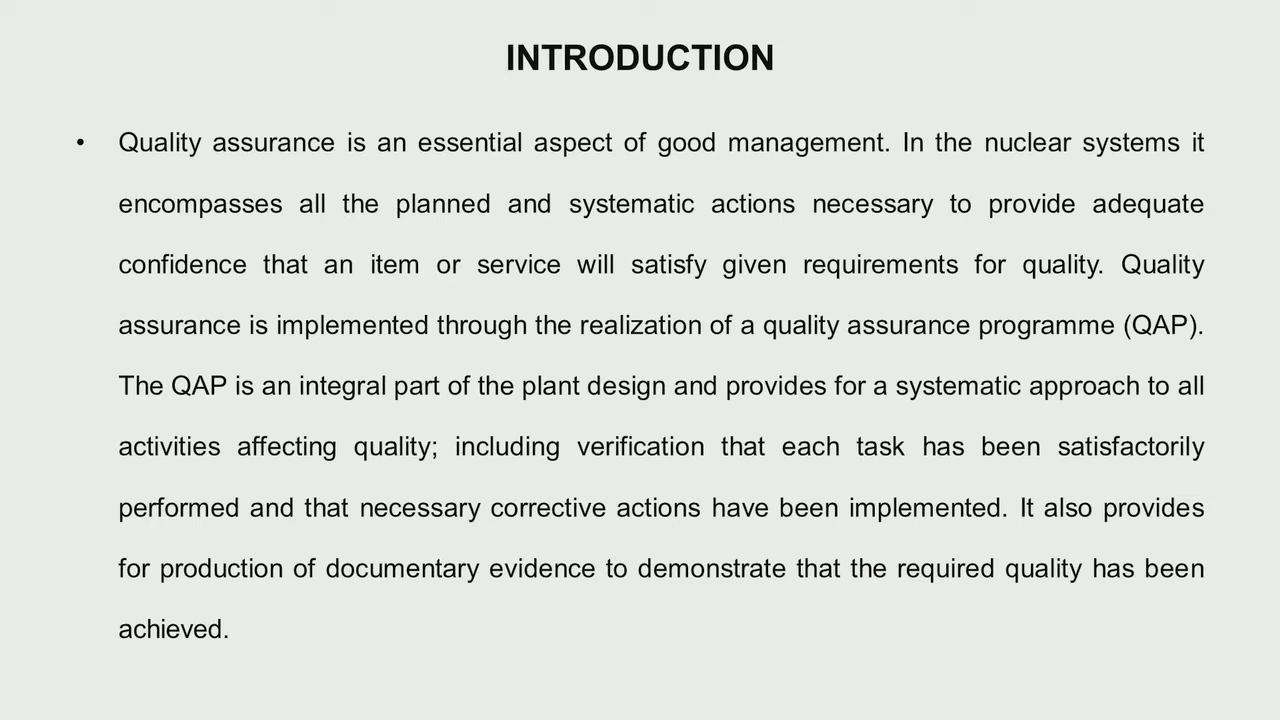 INTRODUCTION
• Quality assurance is an essential aspect of good management. In the nuclear systems it
encompasses all the planned and systematic actions necessary to provide adequate
confidence that an item or service will satisfy given requirements for quality. Quality
assurance is implemented through the realization of a quality assurance programme (QAP).
The QAP is an integral part of the plant design and provides for a systematic approach to all
activities affecting quality; including verification that each task has been satisfactorily
performed and that necessary corrective actions have been implemented. It also provides
for production of documentary evidence to demonstrate that the required quality has been
achieved.